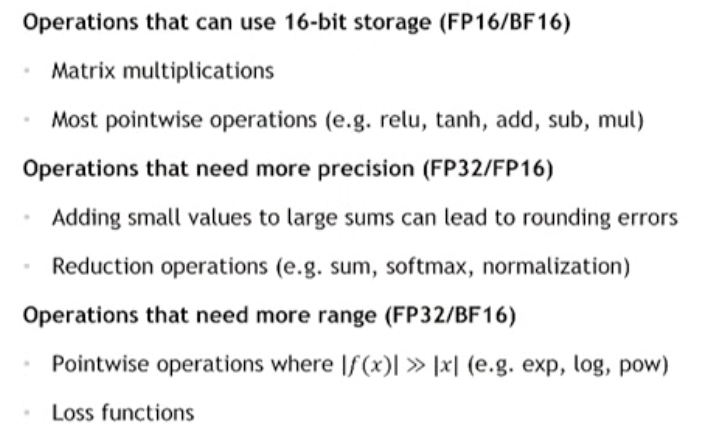 Operations that can use 16-bit storage (FP16/BF16)
• Matrix multiplications
• Most pointwise operations (e.g. relu, tanh, add, sub, mul)
Operations that need more precision (FP32/FP16)
• Adding small values to large sums can lead to rounding errors
• Reduction operations (e.g. sum, softmax, normalization)
Operations that need more range (FP32/BF16)
• Pointwise operations where |f(x)| ≫ |x| (e.g. exp, log, pow)
• Loss functions